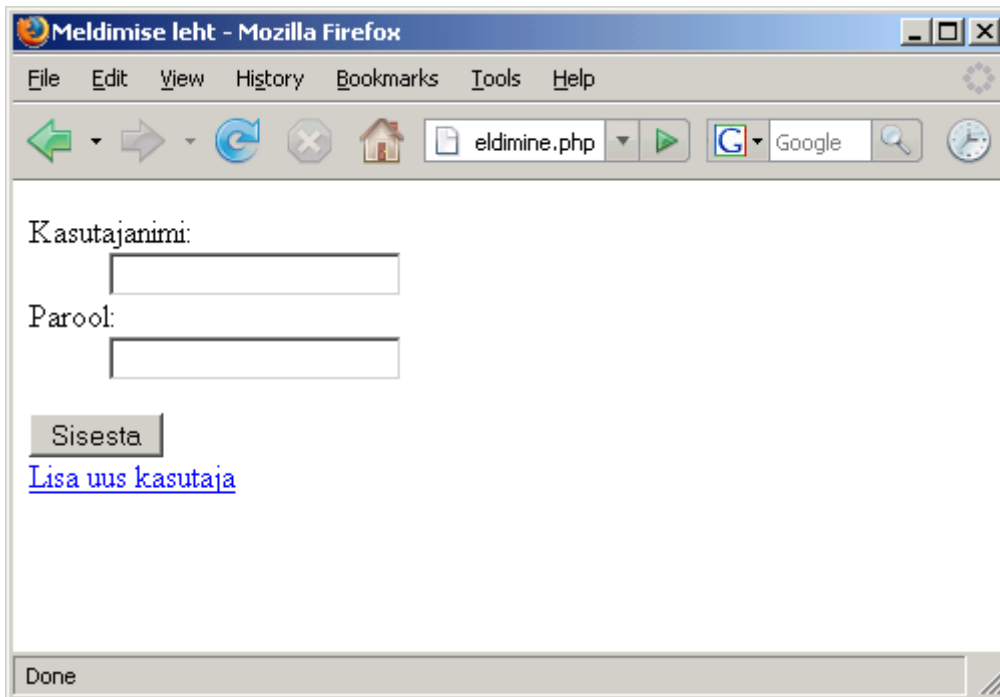 Meldimise leht - Mozilla Firefox
File Edit View History Bookmarks Tools Help
eldimine.php G Google
Kasutajanimi:
Parool:
Sisesta
Lisa uus kasutaja
Done